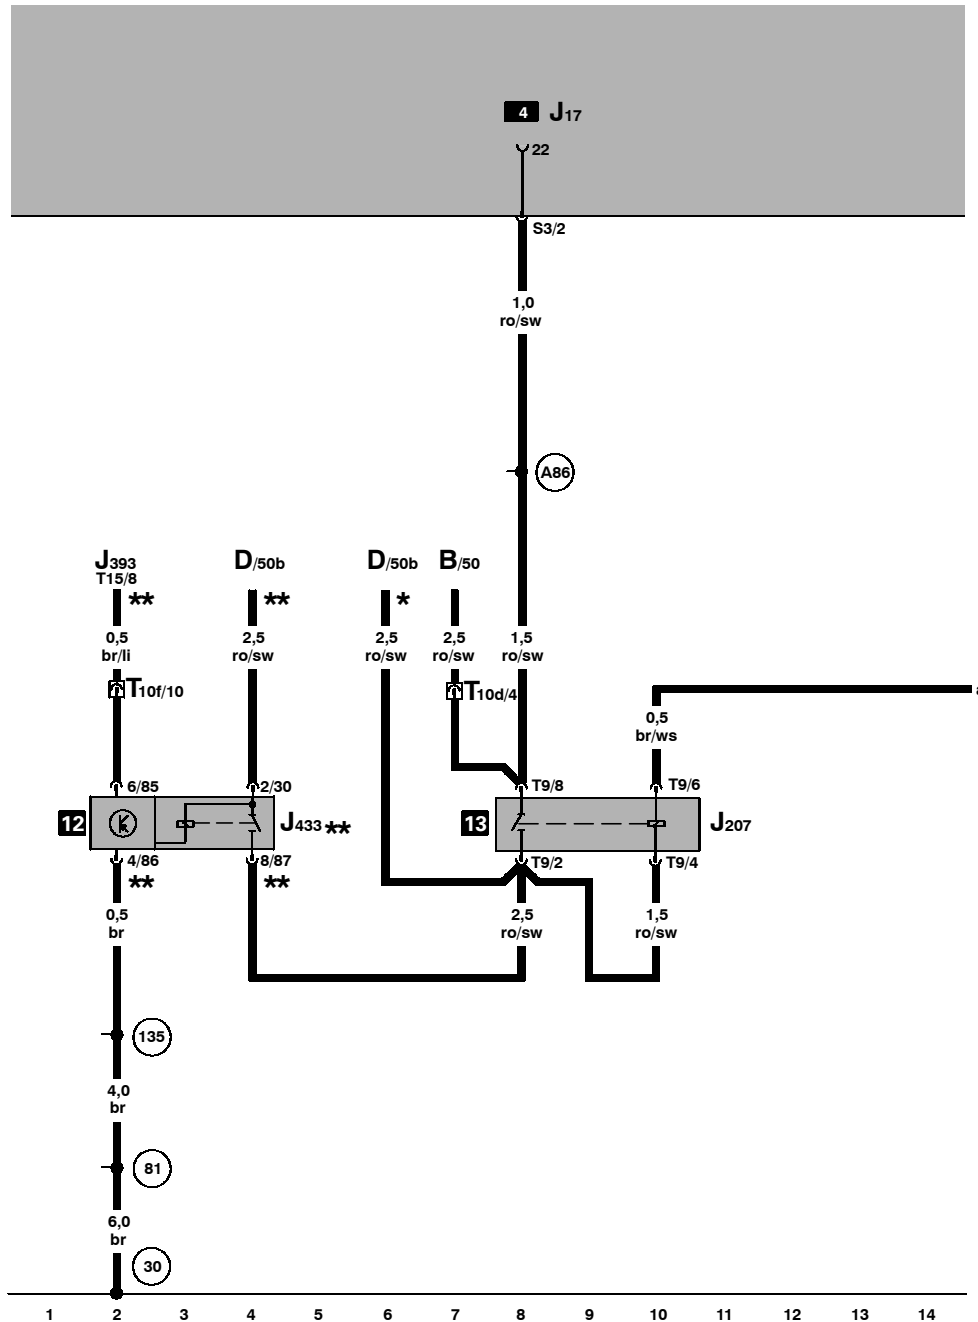 4 J17
22
S3/2
1,0
ro/sw
A86
J393 D/50b D/50b B/50
T15/8
** ** *
0,5 2,5 2,5 2,5 1,5
br/li ro/sw ro/sw ro/sw ro/sw
T10f/10 T10d/4
0,5
br/ws
6/85 2/30 T9/8 T9/6
12 J433** 13 J207
4/86 8/87 T9/2 T9/4
** **
0,5 2,5 1,5
br ro/sw ro/sw
135
4,0
br
81
6,0
br
30
1 2 3 4 5 6 7 8 9 10 11 12 13 14